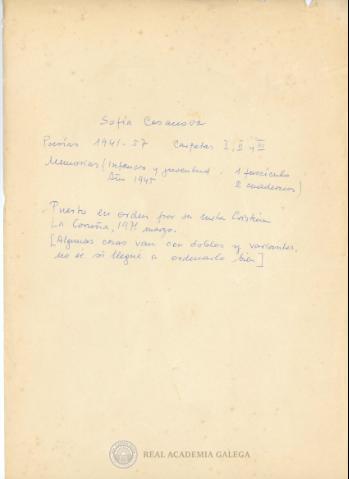 Sofía Casanova
Poesías 1941-57 Carpetas I, II y III
Memorias (Infancia y juventud. 1 fascículo
Año 1945 2 cuadernos)
Puesto en orden por su nieta Cristina
La Coruña, 1971 marzo.
[Algunas cosas van con dobles y variantes,
no se si llegué a ordenarlo bien]
REAL ACADEMIA GALEGA